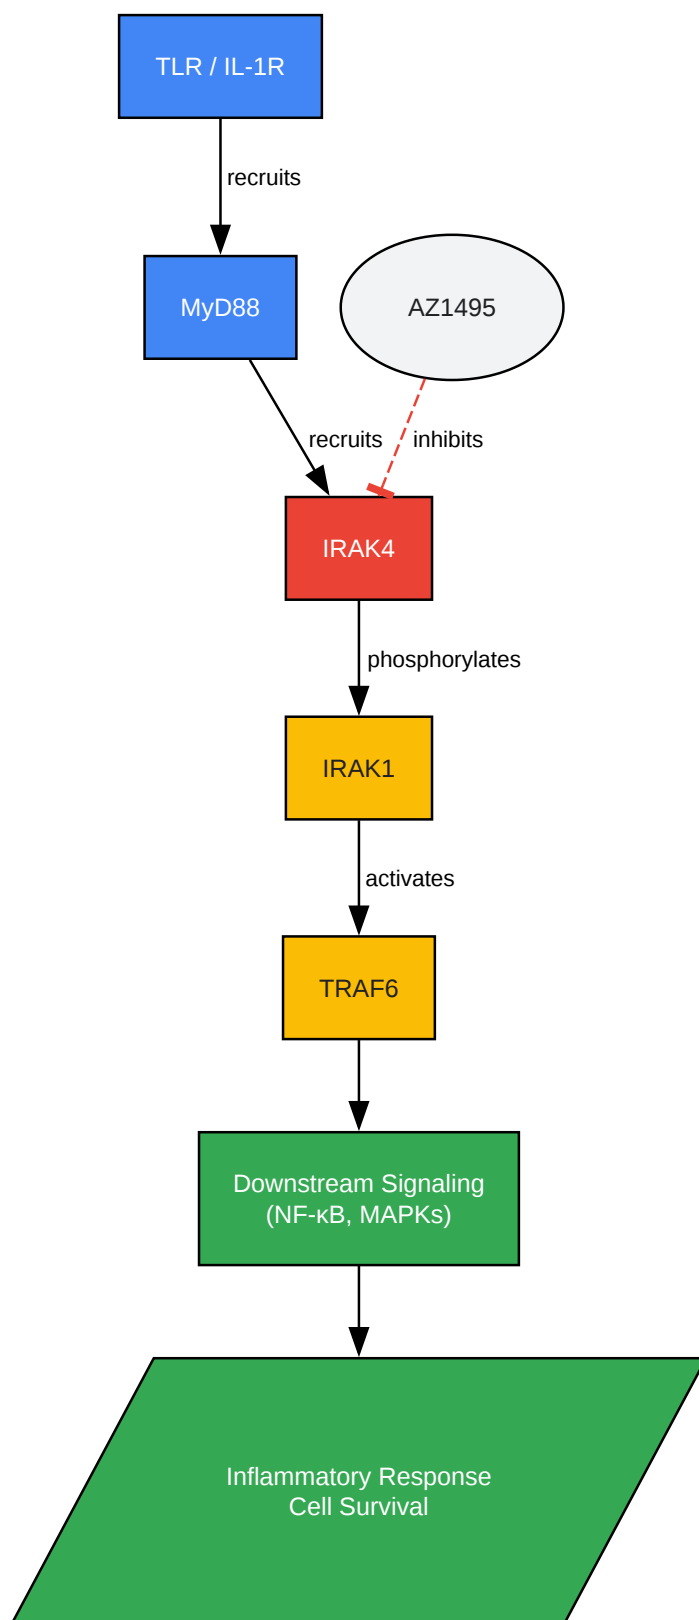 TLR / IL-1R
recruits
MyD88
AZ1495
recruits
inhibits
IRAK4
phosphorylates
IRAK1
activates
TRAF6
Downstream Signaling
(NF-κB, MAPKs)
Inflammatory Response
Cell Survival